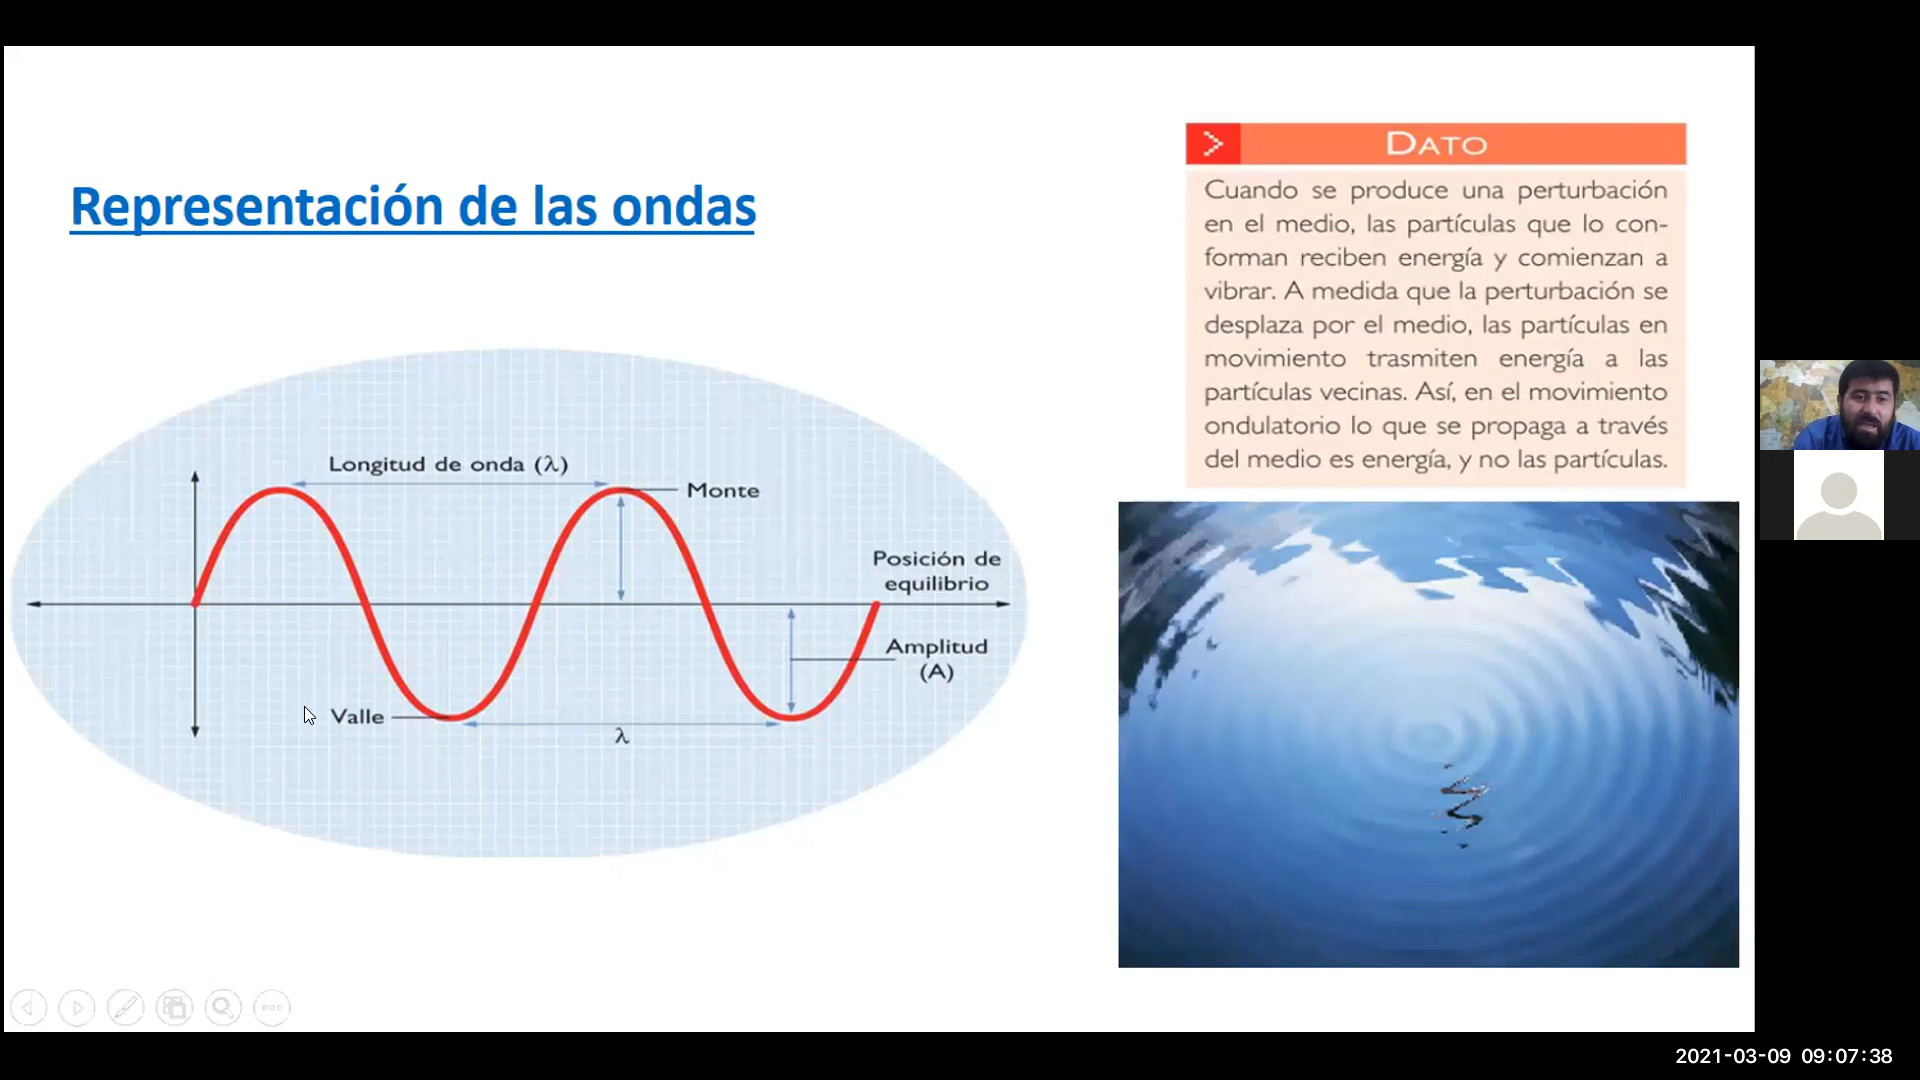 Representación de las ondas
DATO
Cuando se produce una perturbación
en el medio, las partículas que lo con-
forman reciben energía y comienzan a
vibrar. A medida que la perturbación se
desplaza por el medio, las partículas en
movimiento trasmiten energía a las
partículas vecinas. Así, en el movimiento
ondulatorio lo que se propaga a través
del medio es energía, y no las partículas.
Longitud de onda (λ)
Monte
Posición de
equilibrio
Amplitud
(A)
Valle
λ
2021-03-09 09:07:38